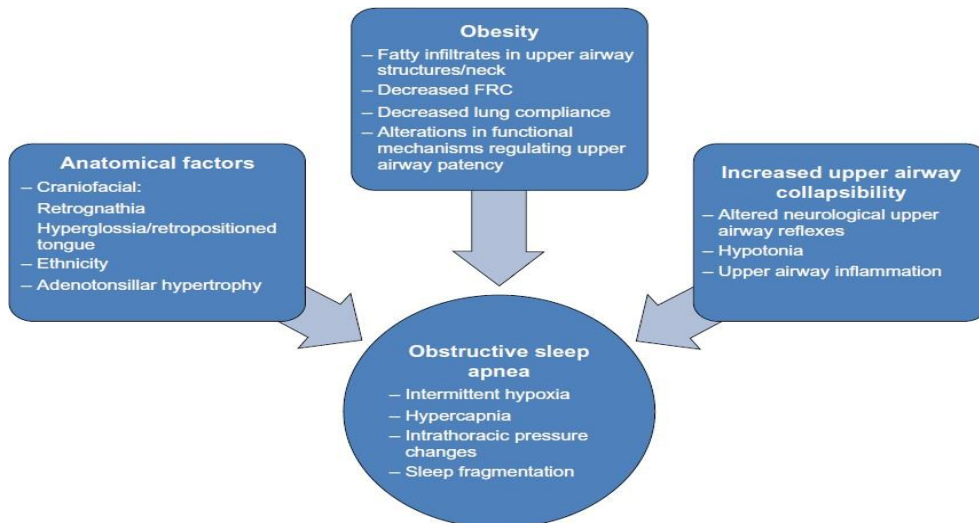 Obesity
– Fatty infiltrates in upper airway
structures/neck
– Decreased FRC
– Decreased lung compliance
– Alterations in functional
mechanisms regulating upper
airway patency
Anatomical factors
– Craniofacial:
Retrognathia
Hyperglossia/retropositioned
tongue
– Ethnicity
– Adenotonsillar hypertrophy
Increased upper airway
collapsibility
– Altered neurological upper
airway reflexes
– Hypotonia
– Upper airway inflammation
Obstructive sleep
apnea
– Intermittent hypoxia
– Hypercapnia
– Intrathoracic pressure
changes
– Sleep fragmentation